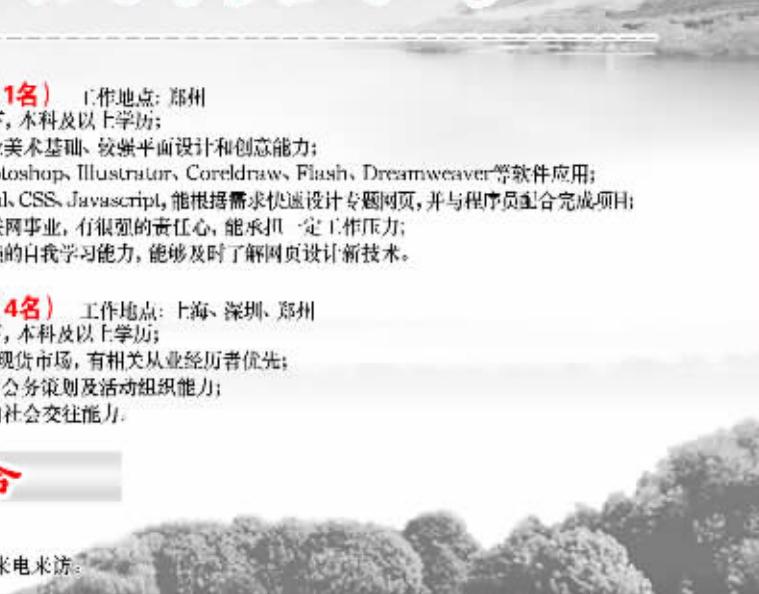 1名） 工作地点: 郑州
, 本科及以上学历;
美术基础、较强平面设计和创意能力;
toshop、Illustrator、Coreldraw、Flash、Dreamweaver等软件应用;
l、CSS、Javascript, 能根据需求快速设计专题网页, 并与程序员配合完成项目;
网事业, 有很强的责任心, 能承担一定工作压力;
的自我学习能力, 能够及时了解网页设计新技术。
4名） 工作地点: 上海、深圳、郑州
, 本科及以上学历;
现货市场, 有相关从业经历者优先;
公务策划及活动组织能力;
社会交往能力.
合
来电来访.